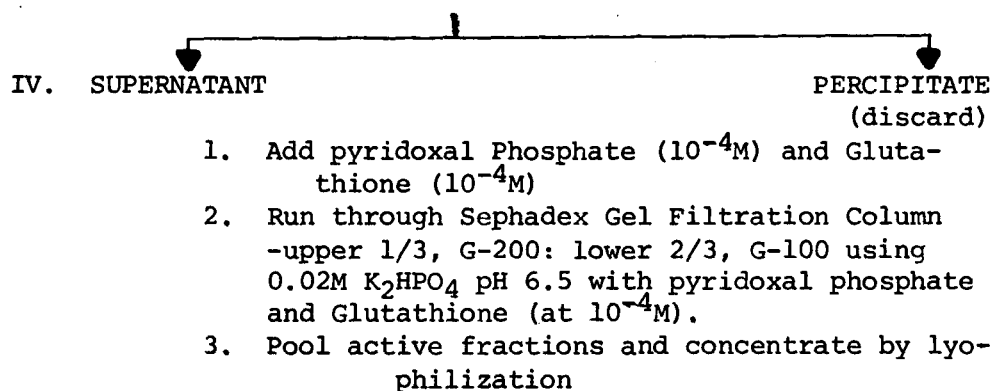 IV. SUPERNATANT PERCIPITATE
(discard)
1. Add pyridoxal Phosphate (10⁻⁴M) and Gluta-
thione (10⁻⁴M)
2. Run through Sephadex Gel Filtration Column
-upper 1/3, G-200: lower 2/3, G-100 using
0.02M K₂HPO₄ pH 6.5 with pyridoxal phosphate
and Glutathione (at 10⁻⁴M).
3. Pool active fractions and concentrate by lyo-
philization